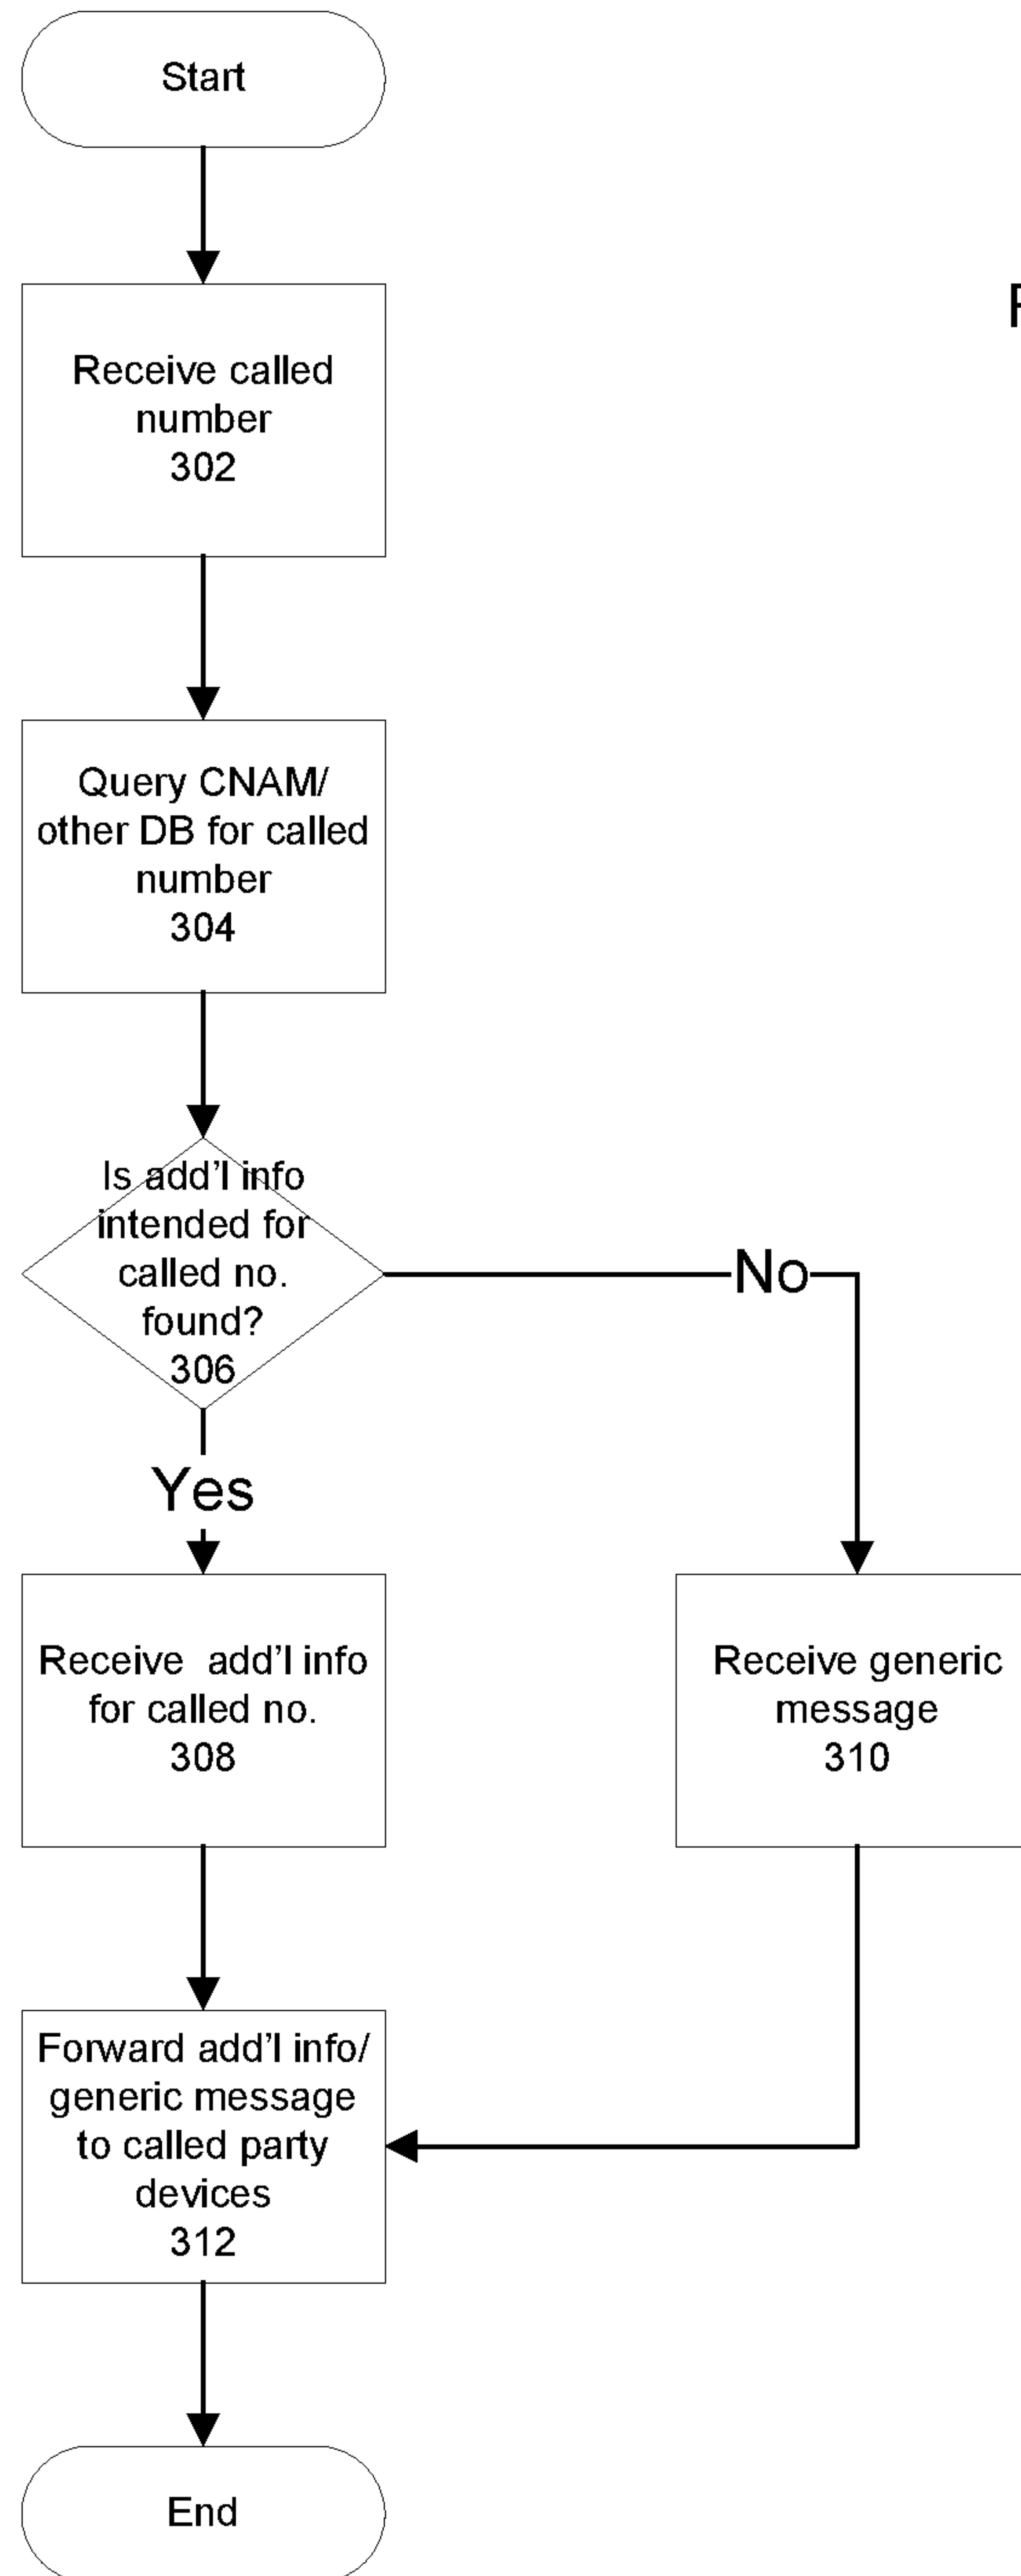 Start
Receive called
number
302
Query CNAM/
other DB for called
number
304
Is add'l info
intended for
called no.
found?
306
No
Yes
Receive  add'l info
for called no.
308
Receive generic
message
310
Forward add'l info/
generic message
to called party
devices
312
End